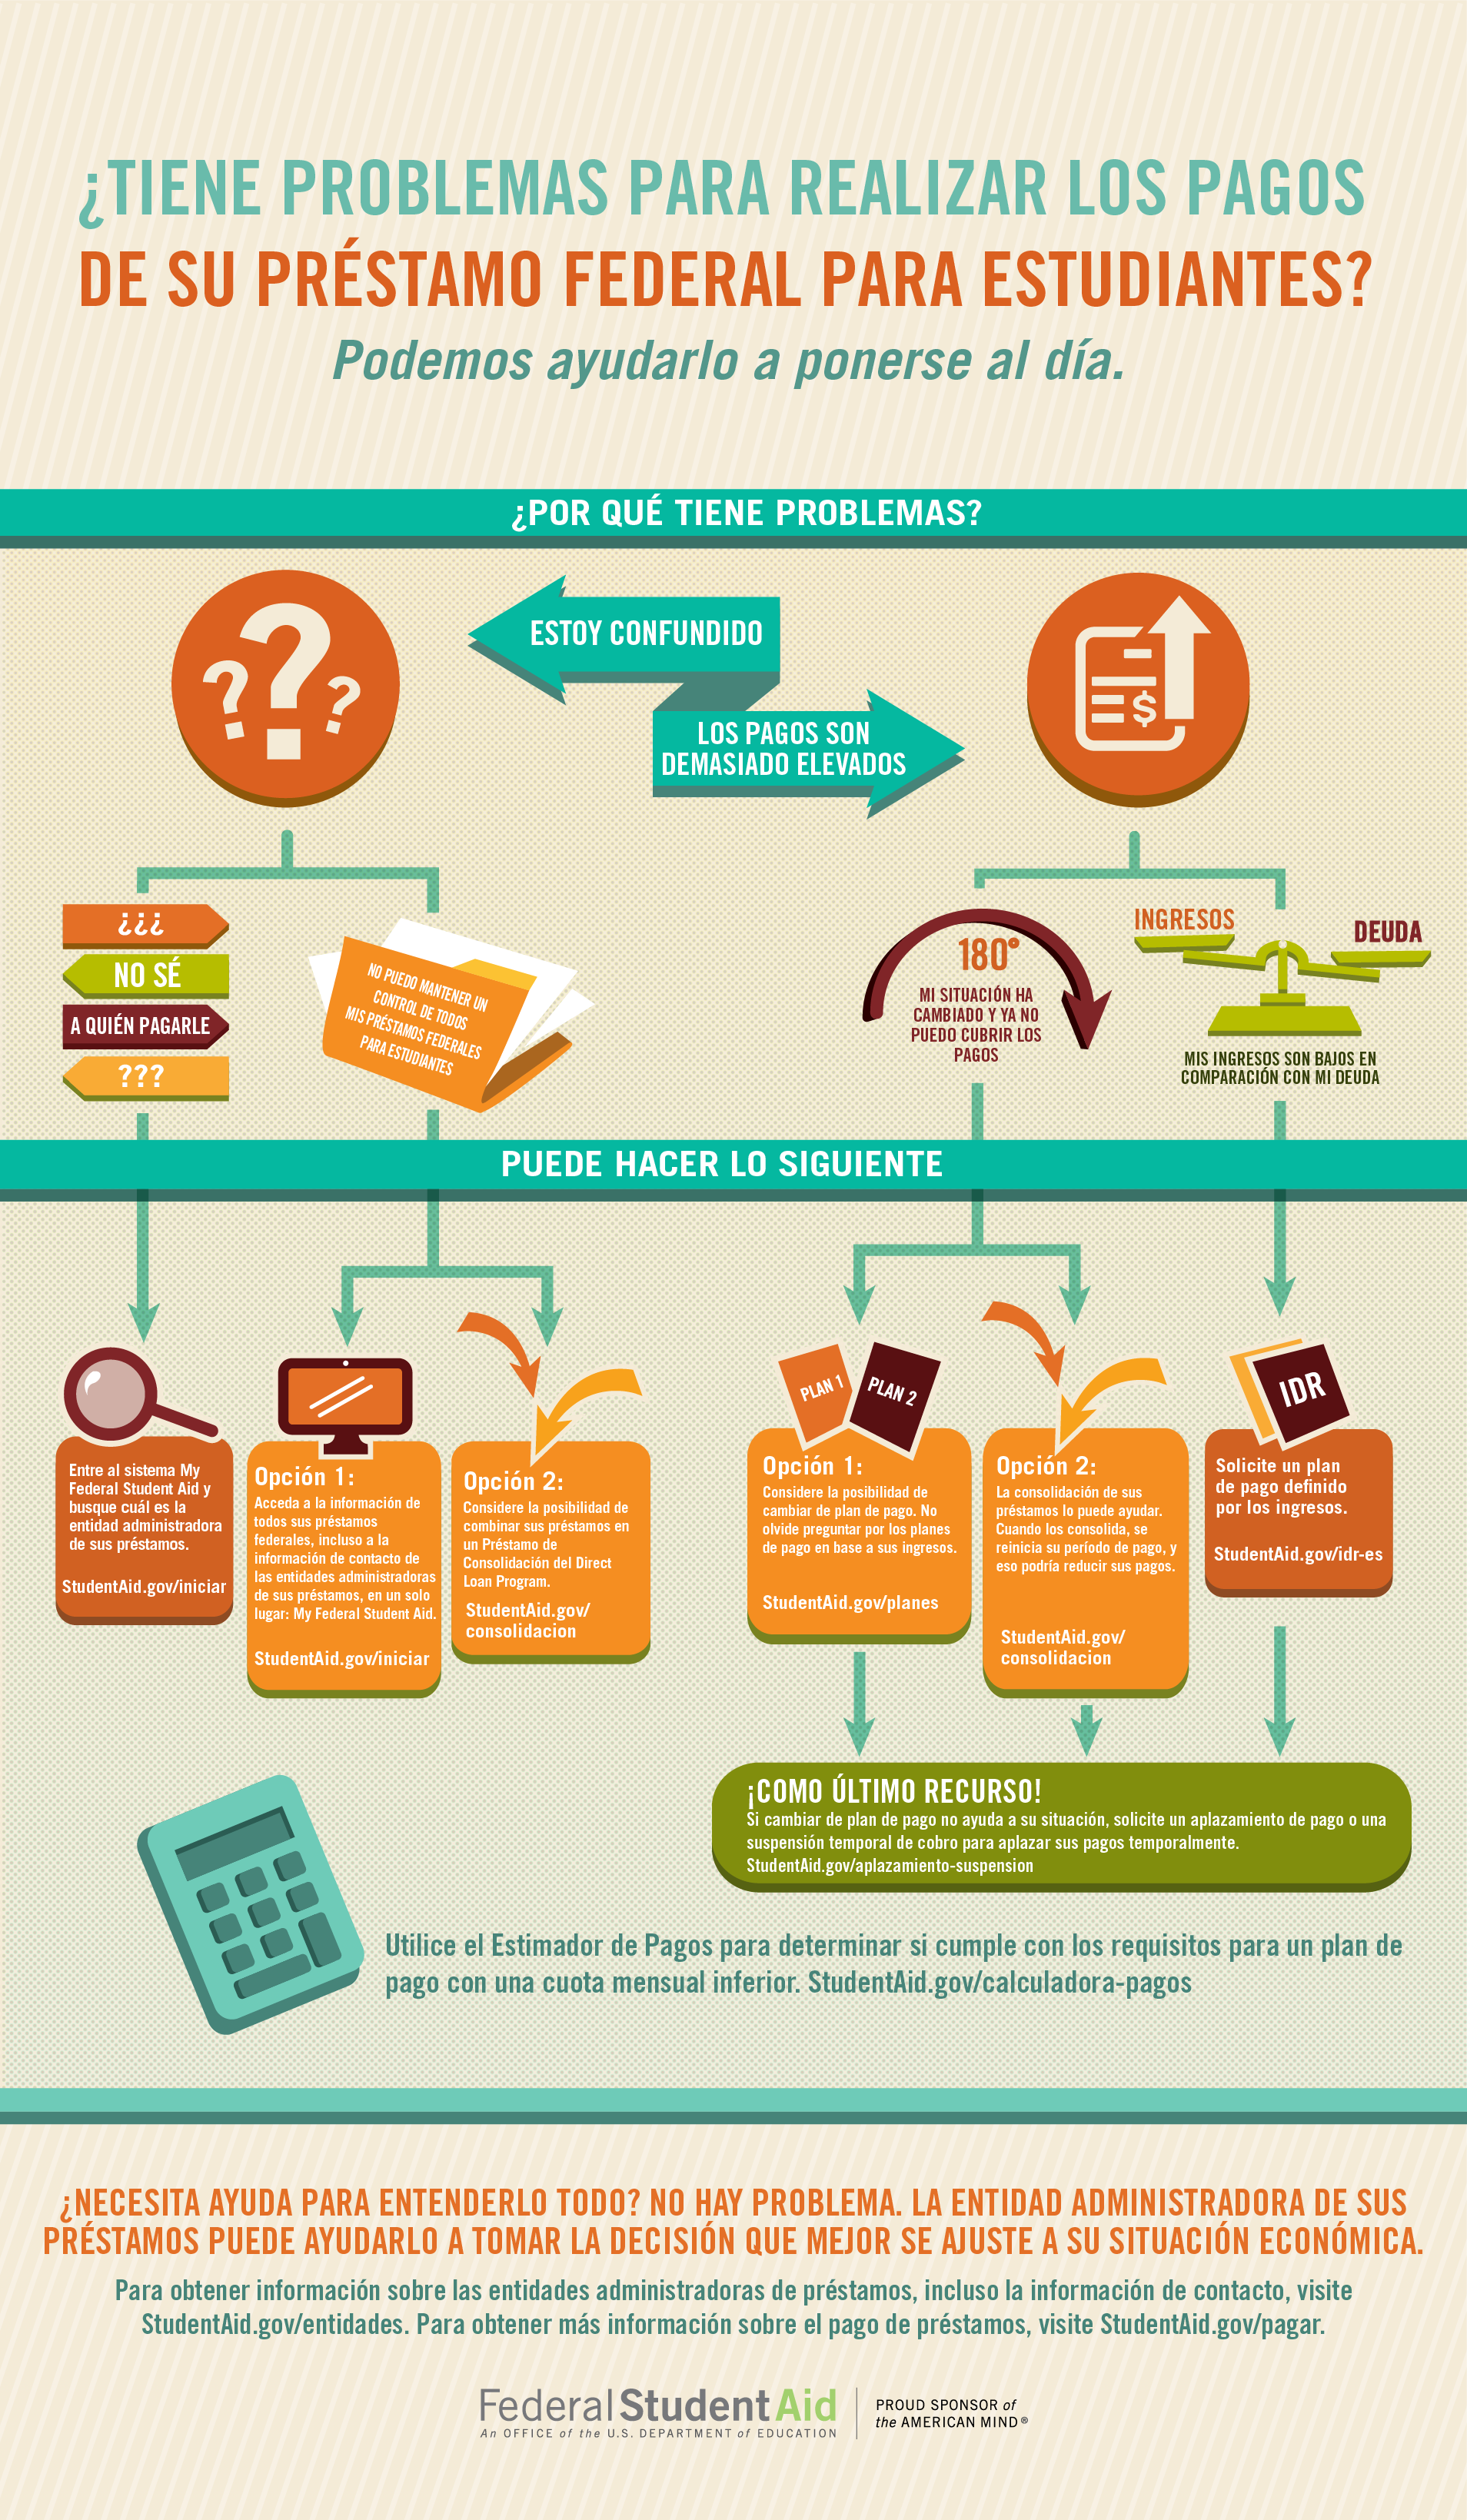 ¿TIENE PROBLEMAS PARA REALIZAR LOS PAGOS
DE SU PRÉSTAMO FEDERAL PARA ESTUDIANTES?
Podemos ayudarlo a ponerse al día.
¿POR QUÉ TIENE PROBLEMAS?
???
ESTOY CONFUNDIDO
LOS PAGOS SON
DEMASIADO ELEVADOS
$
¿¿¿
NO SÉ
A QUIÉN PAGARLE
???
NO PUEDO MANTENER UN
CONTROL DE TODOS
MIS PRÉSTAMOS FEDERALES
PARA ESTUDIANTES
180°
MI SITUACIÓN HA
CAMBIADO Y YA NO
PUEDO CUBRIR LOS
PAGOS
INGRESOS
DEUDA
MIS INGRESOS SON BAJOS EN
COMPARACIÓN CON MI DEUDA
PUEDE HACER LO SIGUIENTE
Entre al sistema My
Federal Student Aid y
busque cuál es la
entidad administradora
de sus préstamos.
StudentAid.gov/iniciar
Opción 1:
Acceda a la información de
todos sus préstamos
federales, incluso a la
información de contacto de
las entidades administradoras
de sus préstamos, en un solo
lugar: My Federal Student Aid.
StudentAid.gov/iniciar
Opción 2:
Considere la posibilidad de
combinar sus préstamos en
un Préstamo de
Consolidación del Direct
Loan Program.
StudentAid.gov/
consolidacion
PLAN 1
PLAN 2
Opción 1:
Considere la posibilidad de
cambiar de plan de pago. No
olvide preguntar por los planes
de pago en base a sus ingresos.
StudentAid.gov/planes
Opción 2:
La consolidación de sus
préstamos lo puede ayudar.
Cuando los consolida, se
reinicia su período de pago, y
eso podría reducir sus pagos.
StudentAid.gov/
consolidacion
IDR
Solicite un plan
de pago definido
por los ingresos.
StudentAid.gov/idr-es
¡COMO ÚLTIMO RECURSO!
Si cambiar de plan de pago no ayuda a su situación, solicite un aplazamiento de pago o una
suspensión temporal de cobro para aplazar sus pagos temporalmente.
StudentAid.gov/aplazamiento-suspension
Utilice el Estimador de Pagos para determinar si cumple con los requisitos para un plan de
pago con una cuota mensual inferior. StudentAid.gov/calculadora-pagos
¿NECESITA AYUDA PARA ENTENDERLO TODO? NO HAY PROBLEMA. LA ENTIDAD ADMINISTRADORA DE SUS
PRÉSTAMOS PUEDE AYUDARLO A TOMAR LA DECISIÓN QUE MEJOR SE AJUSTE A SU SITUACIÓN ECONÓMICA.
Para obtener información sobre las entidades administradoras de préstamos, incluso la información de contacto, visite
StudentAid.gov/entidades. Para obtener más información sobre el pago de préstamos, visite StudentAid.gov/pagar.
Federal Student Aid
An OFFICE of the U.S. DEPARTMENT of EDUCATION
PROUD SPONSOR of
the AMERICAN MIND®